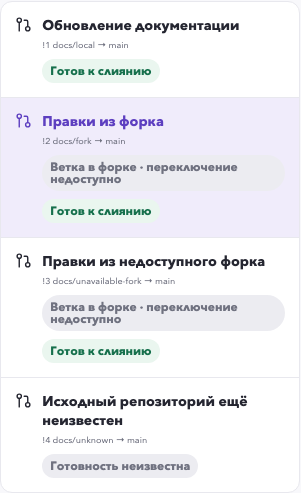 Обновление документации
!1 docs/local → main
Готов к слиянию
Правки из форка
!2 docs/fork → main
Ветка в форке · переключение
недоступно
Готов к слиянию
Правки из недоступного форка
!3 docs/unavailable-fork → main
Ветка в форке · переключение
недоступно
Готов к слиянию
Исходный репозиторий ещё
неизвестен
!4 docs/unknown → main
Готовность неизвестна